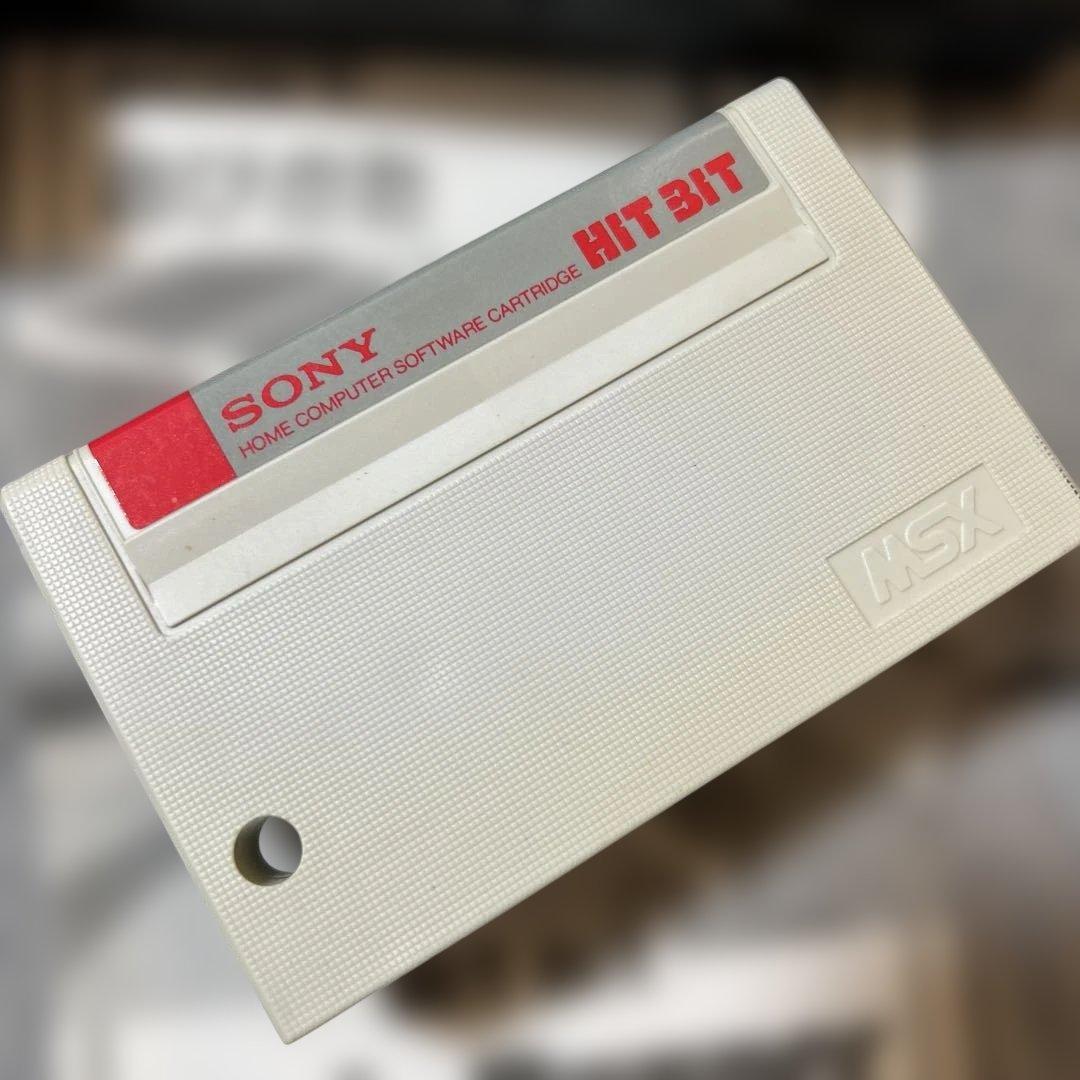 SONY
HOME COMPUTER SOFTWARE CARTRIDGE
HIT BIT
MSX